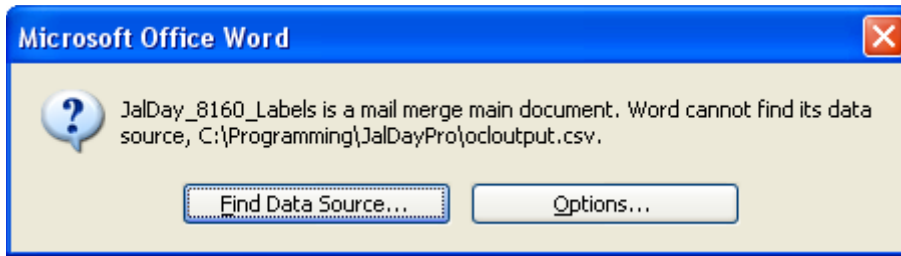 Microsoft Office Word
JalDay_8160_Labels is a mail merge main document. Word cannot find its data
source, C:\Programming\JalDayPro\ocloutput.csv.
Find Data Source... Options...